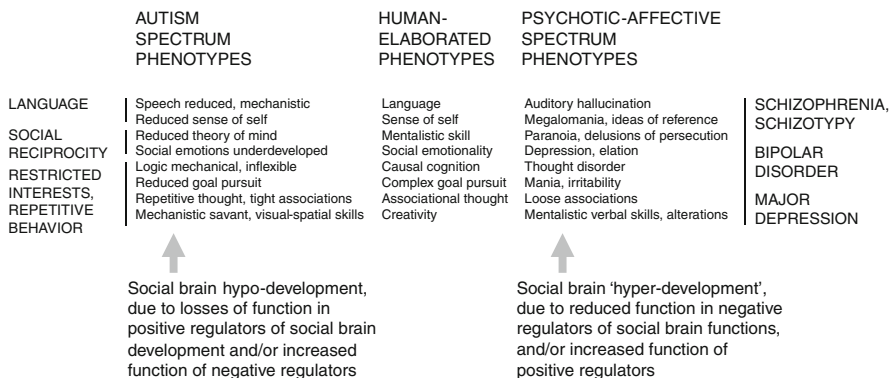 AUTISM
SPECTRUM
PHENOTYPES
HUMAN-
ELABORATED
PHENOTYPES
PSYCHOTIC-AFFECTIVE
SPECTRUM
PHENOTYPES
LANGUAGE
SOCIAL
RECIPROCITY
RESTRICTED
INTERESTS,
REPETITIVE
BEHAVIOR
Speech reduced, mechanistic
Reduced sense of self
Reduced theory of mind
Social emotions underdeveloped
Logic mechanical, inflexible
Reduced goal pursuit
Repetitive thought, tight associations
Mechanistic savant, visual-spatial skills
Language
Sense of self
Mentalistic skill
Social emotionality
Causal cognition
Complex goal pursuit
Associational thought
Creativity
Auditory hallucination
Megalomania, ideas of reference
Paranoia, delusions of persecution
Depression, elation
Thought disorder
Mania, irritability
Loose associations
Mentalistic verbal skills, alterations
SCHIZOPHRENIA,
SCHIZOTYPY
BIPOLAR
DISORDER
MAJOR
DEPRESSION
Social brain hypo-development,
due to losses of function in
positive regulators of social brain
development and/or increased
function of negative regulators
Social brain ‘hyper-development’,
due to reduced function in negative
regulators of social brain functions,
and/or increased function of
positive regulators